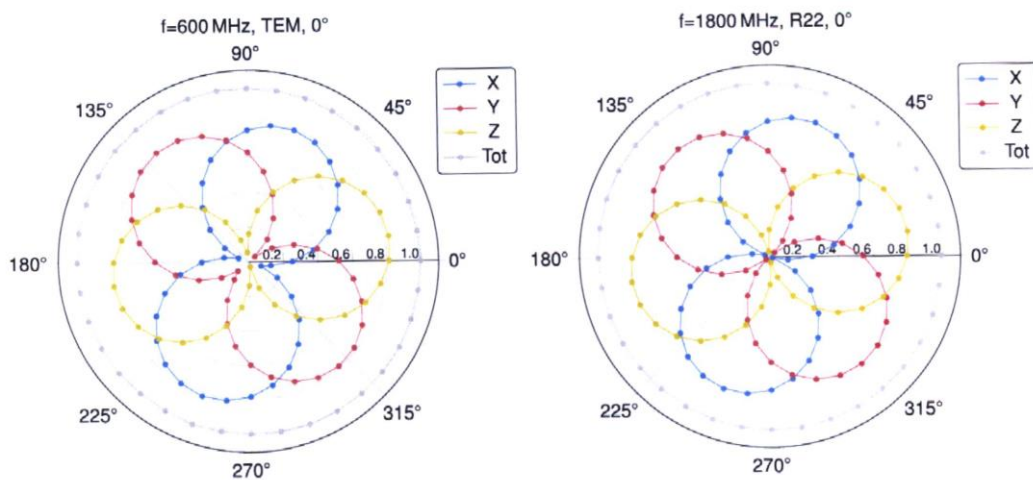 f=600 MHz, TEM, 0°
90°
135°
45°
X
Y
Z
Tot
180°
0.2 0.4 0.6 0.8 1.0
0°
225°
315°
270°
f=1800 MHz, R22, 0°
90°
135°
45°
X
Y
Z
Tot
180°
0.2 0.4 0.6 0.8 1.0
0°
225°
315°
270°